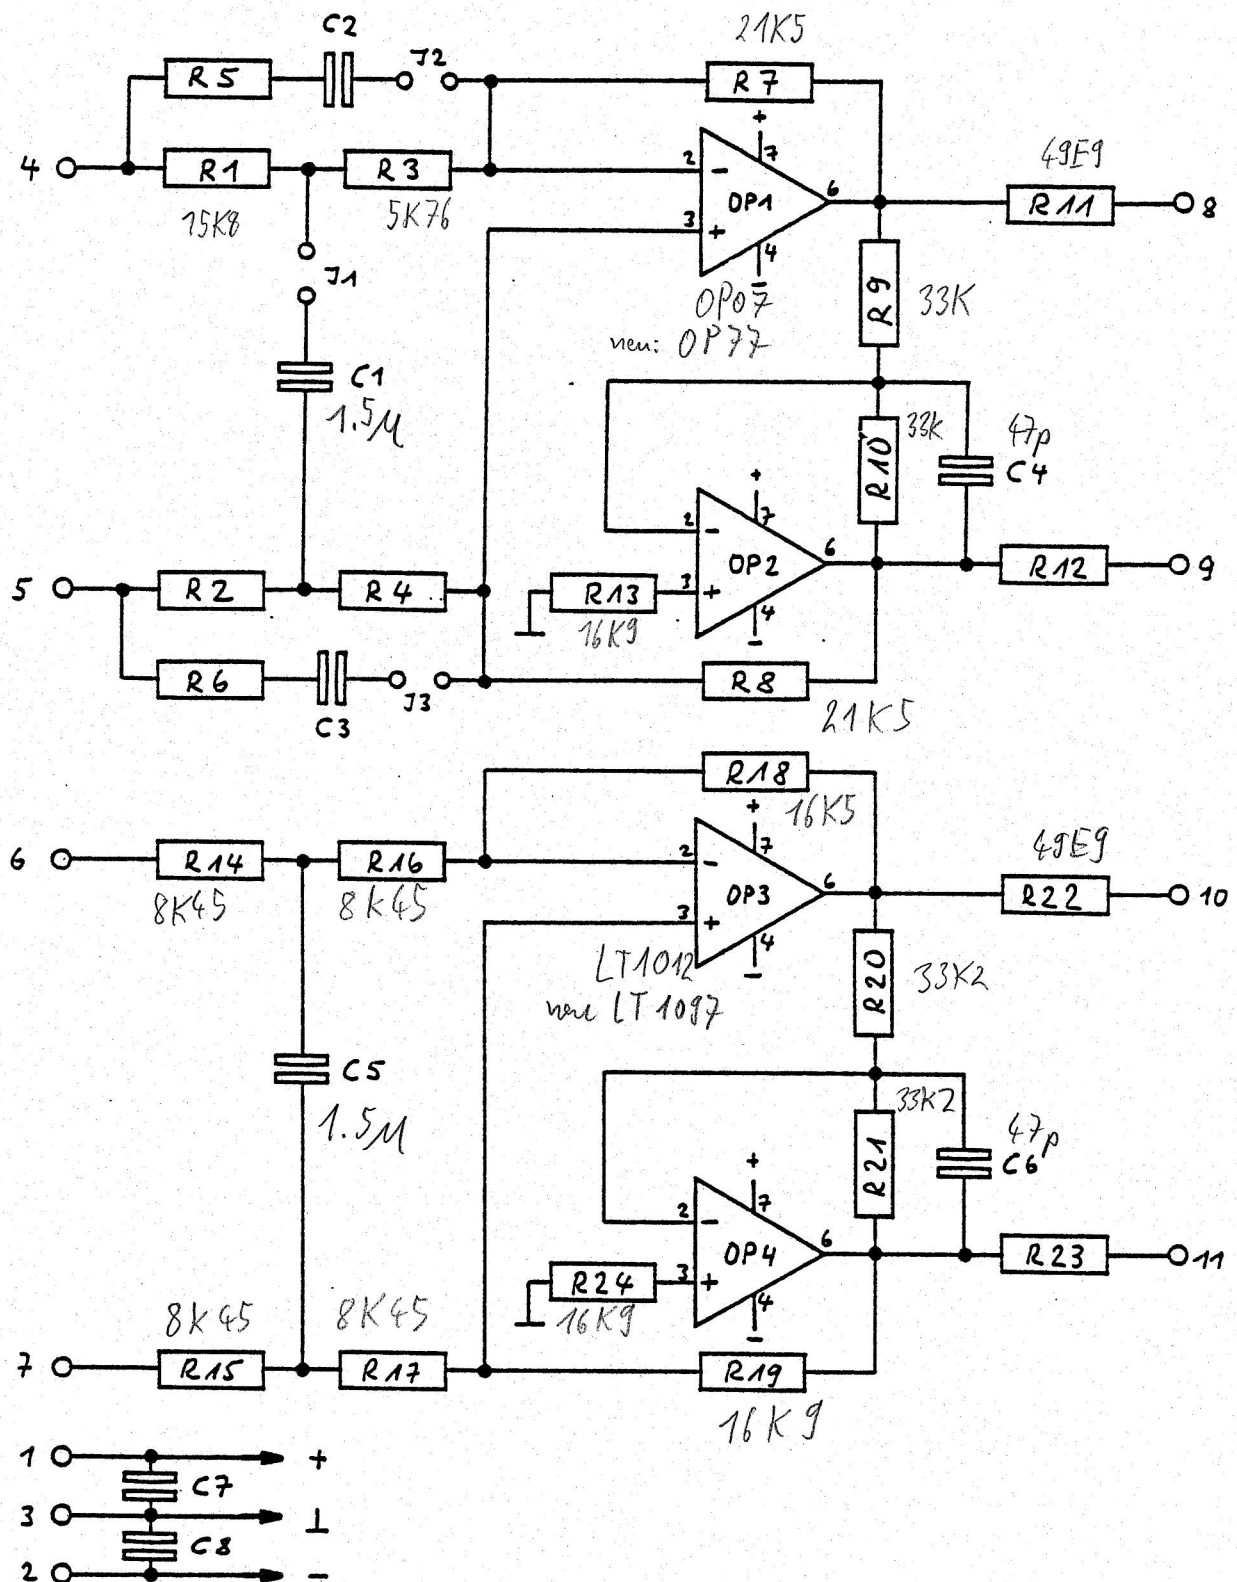 C2
21K5
R5
J2
R7
+
4
R1
R3
2
-
7
49E9
15K8
5K76
OP1
6
R11
8
3
+
4
-
J1
OP07
R9
33K
neu: OP77
C1
1.5µ
33K
47p
R10
C4
+
2
-
7
5
R2
R4
OP2
6
R12
9
R13
3
+
4
16K9
-
R6
J3
R8
C3
21K5
R18
16K5
+
6
R14
R16
2
-
7
49E9
8K45
8K45
OP3
6
R22
10
3
+
4
LT1012
-
R20
33K2
neu LT1097
C5
33K2
1.5µ
47p
R21
C6
+
2
-
7
OP4
6
R23
11
R24
3
+
4
16K9
-
8K45
8K45
7
R15
R17
R19
16K9
1
+
C7
3
⊥
C8
2
-